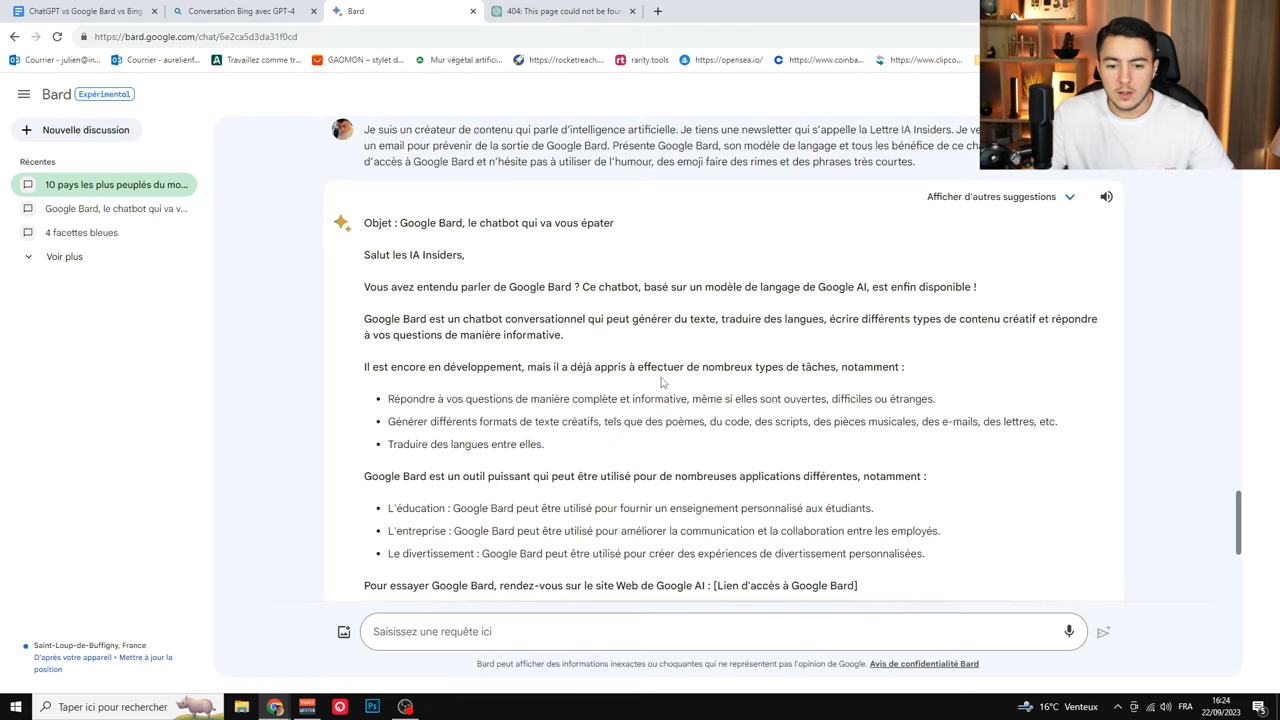 ChatGPT vs Google Bard vs Bing
Conversation Bing avec GPT-4
Bard
404: This page could not be four
https://bard.google.com/chat/6e2ca5d3da31f0cd
Courrier - julien@in...
Courrier - aurelienf...
Travaillez comme tr...
GAOMON – stylet d...
Mur végétal artifici...
https://rocketreach...
rarity.tools
https://opensea.io/
https://www.coinba...
https://www.clipco...
Bard
Expérimental
Nouvelle discussion
Récentes
10 pays les plus peuplés du mo...
Google Bard, le chatbot qui va v...
4 facettes bleues
Voir plus
Je suis un créateur de contenu qui parle d'intelligence artificielle. Je tiens une newsletter qui s'appelle la Lettre IA Insiders. Je ve
un email pour prévenir de la sortie de Google Bard. Présente Google Bard, son modèle de langage et tous les bénéfice de ce cha
d'accès à Google Bard et n'hésite pas à utiliser de l'humour, des emoji faire des rimes et des phrases très courtes.
Afficher d'autres suggestions
Objet : Google Bard, le chatbot qui va vous épater
Salut les IA Insiders,
Vous avez entendu parler de Google Bard ? Ce chatbot, basé sur un modèle de langage de Google AI, est enfin disponible !
Google Bard est un chatbot conversationnel qui peut générer du texte, traduire des langues, écrire différents types de contenu créatif et répondre
à vos questions de manière informative.
Il est encore en développement, mais il a déjà appris à effectuer de nombreux types de tâches, notamment :
• Répondre à vos questions de manière complète et informative, même si elles sont ouvertes, difficiles ou étranges.
• Générer différents formats de texte créatifs, tels que des poèmes, du code, des scripts, des pièces musicales, des e-mails, des lettres, etc.
• Traduire des langues entre elles.
Google Bard est un outil puissant qui peut être utilisé pour de nombreuses applications différentes, notamment :
• L'éducation : Google Bard peut être utilisé pour fournir un enseignement personnalisé aux étudiants.
• L'entreprise : Google Bard peut être utilisé pour améliorer la communication et la collaboration entre les employés.
• Le divertissement : Google Bard peut être utilisé pour créer des expériences de divertissement personnalisées.
Pour essayer Google Bard, rendez-vous sur le site Web de Google AI : [Lien d'accès à Google Bard]
Saisissez une requête ici
Bard peut afficher des informations inexactes ou choquantes qui ne représentent pas l'opinion de Google. Avis de confidentialité Bard
Saint-Loup-de-Buffigny, France
D'après votre appareil • Mettre à jour la
position
Taper ici pour rechercher
16°C Venteux
FRA
16:24
22/09/2023